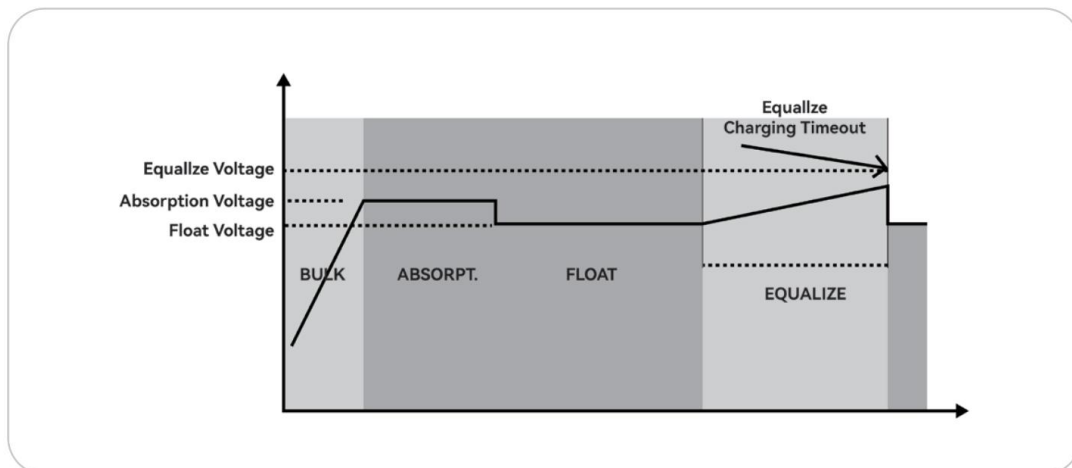 Equallze
Charging Timeout
Equallze Voltage
Absorption Voltage
Float Voltage
BULK
ABSORPT.
FLOAT
EQUALIZE